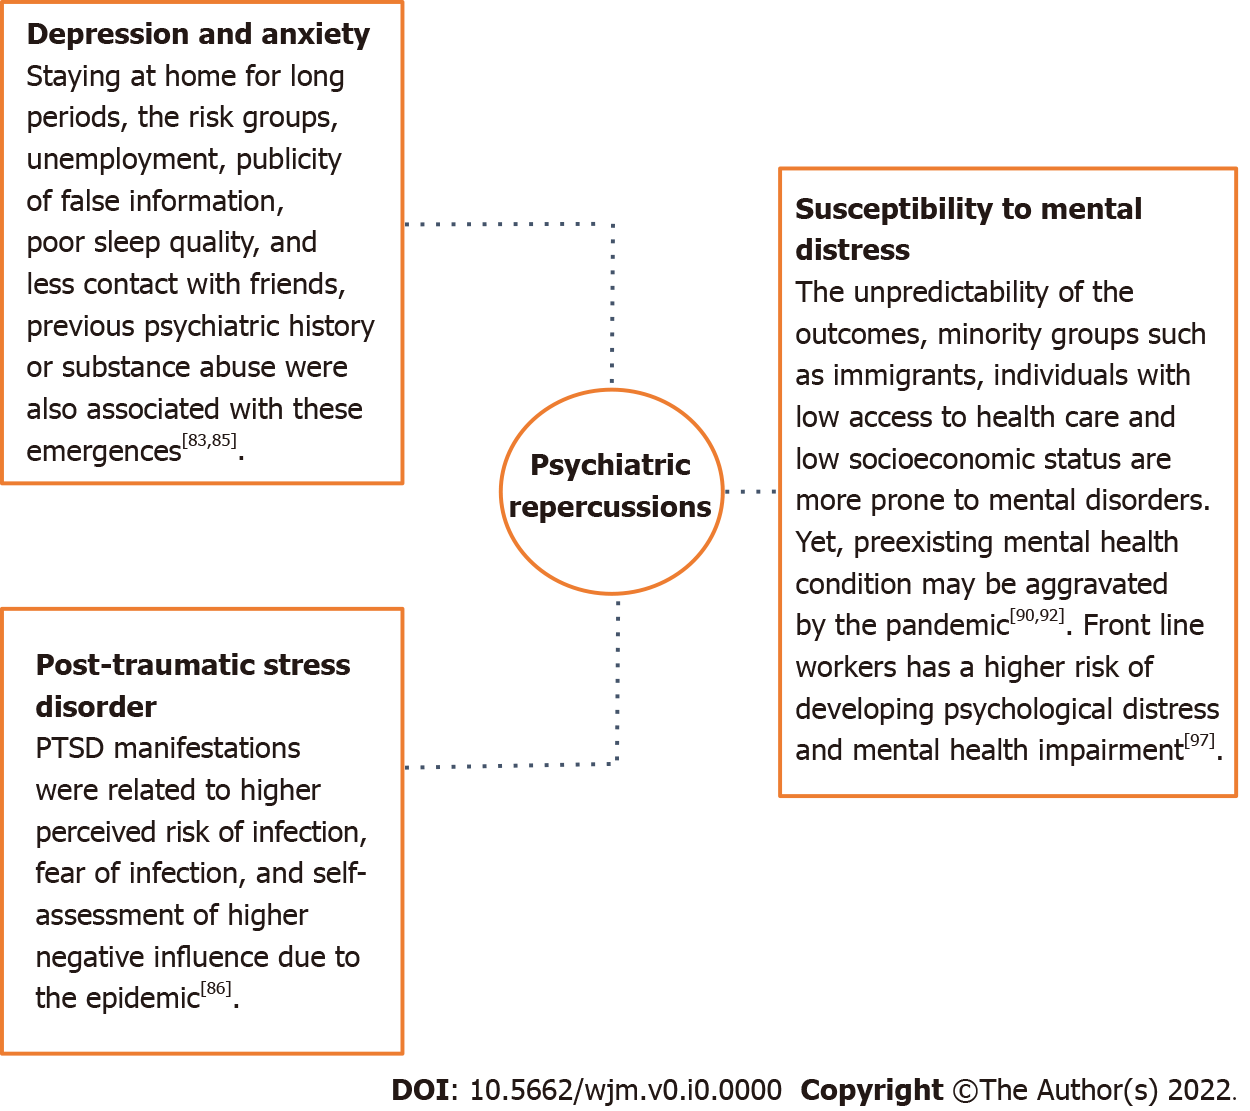 Depression and anxiety
Staying at home for long
periods, the risk groups,
unemployment, publicity
of false information,
poor sleep quality, and
less contact with friends,
previous psychiatric history
or substance abuse were
also associated with these
emergences[83,85].
Post-traumatic stress
disorder
PTSD manifestations
were related to higher
perceived risk of infection,
fear of infection, and self-
assessment of higher
negative influence due to
the epidemic[86].
Psychiatric
repercussions
Susceptibility to mental
distress
The unpredictability of the
outcomes, minority groups such
as immigrants, individuals with
low access to health care and
low socioeconomic status are
more prone to mental disorders.
Yet, preexisting mental health
condition may be aggravated
by the pandemic[90,92]. Front line
workers has a higher risk of
developing psychological distress
and mental health impairment[97].
DOI: 10.5662/wjm.v0.i0.0000 Copyright ©The Author(s) 2022.